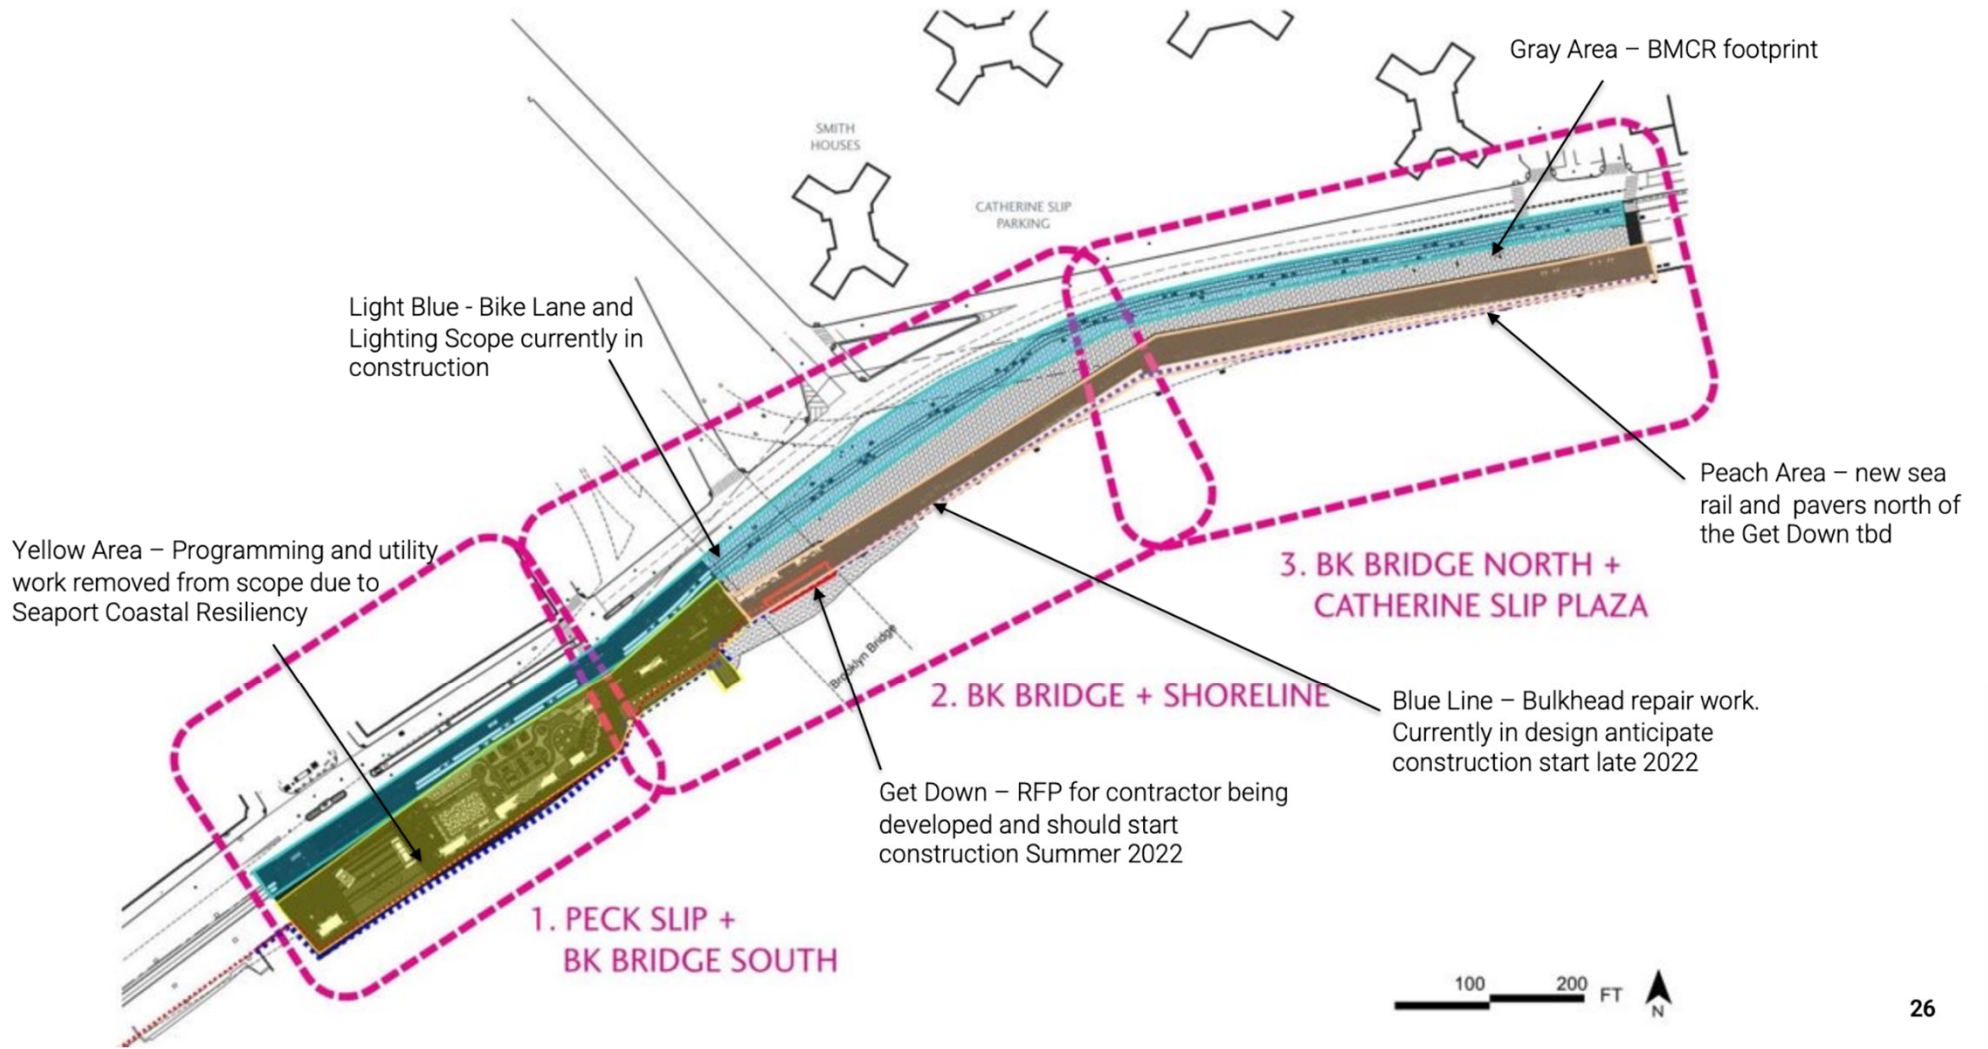 Gray Area – BMCR footprint
SMITH
HOUSES
CATHERINE SLIP
PARKING
Light Blue - Bike Lane and
Lighting Scope currently in
construction
Peach Area – new sea
rail and pavers north of
the Get Down tbd
Yellow Area – Programming and utility
work removed from scope due to
Seaport Coastal Resiliency
3. BK BRIDGE NORTH +
CATHERINE SLIP PLAZA
Brooklyn Bridge
2. BK BRIDGE + SHORELINE
Blue Line – Bulkhead repair work.
Currently in design anticipate
construction start late 2022
Get Down – RFP for contractor being
developed and should start
construction Summer 2022
1. PECK SLIP +
BK BRIDGE SOUTH
100 200 FT
N
26